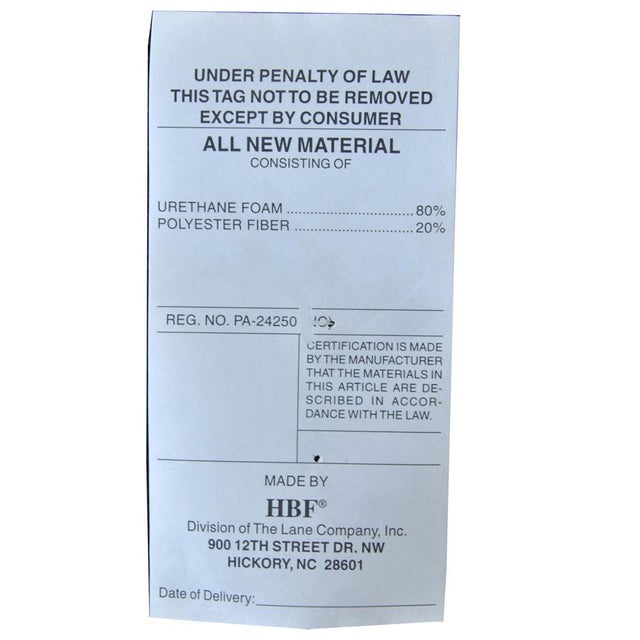 UNDER PENALTY OF LAW
THIS TAG NOT TO BE REMOVED
EXCEPT BY CONSUMER
ALL NEW MATERIAL
CONSISTING OF
URETHANE FOAM ................................ 80%
POLYESTER FIBER .............................. 20%
REG. NO. PA-24250
CERTIFICATION IS MADE
BY THE MANUFACTURER
THAT THE MATERIALS IN
THIS ARTICLE ARE DE-
SCRIBED IN ACCOR-
DANCE WITH THE LAW.
MADE BY
HBF®
Division of The Lane Company, Inc.
900 12TH STREET DR. NW
HICKORY, NC 28601
Date of Delivery: